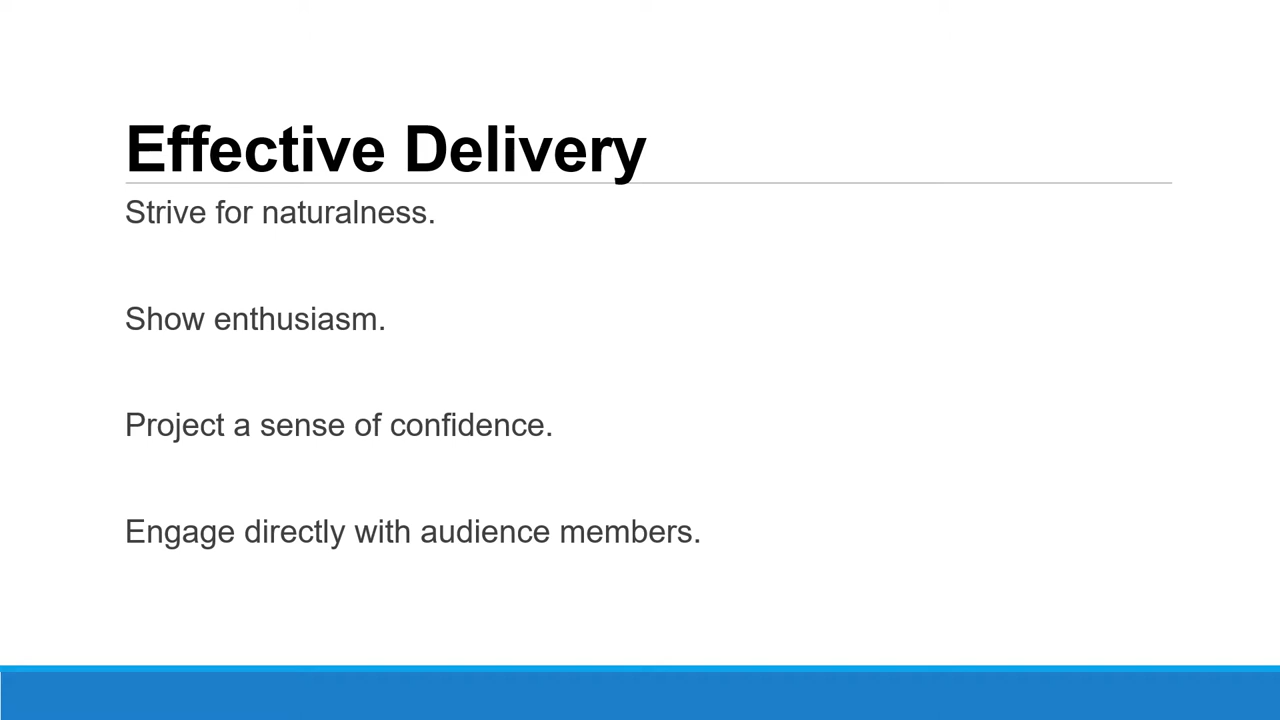 Effective Delivery
Strive for naturalness.
Show enthusiasm.
Project a sense of confidence.
Engage directly with audience members.